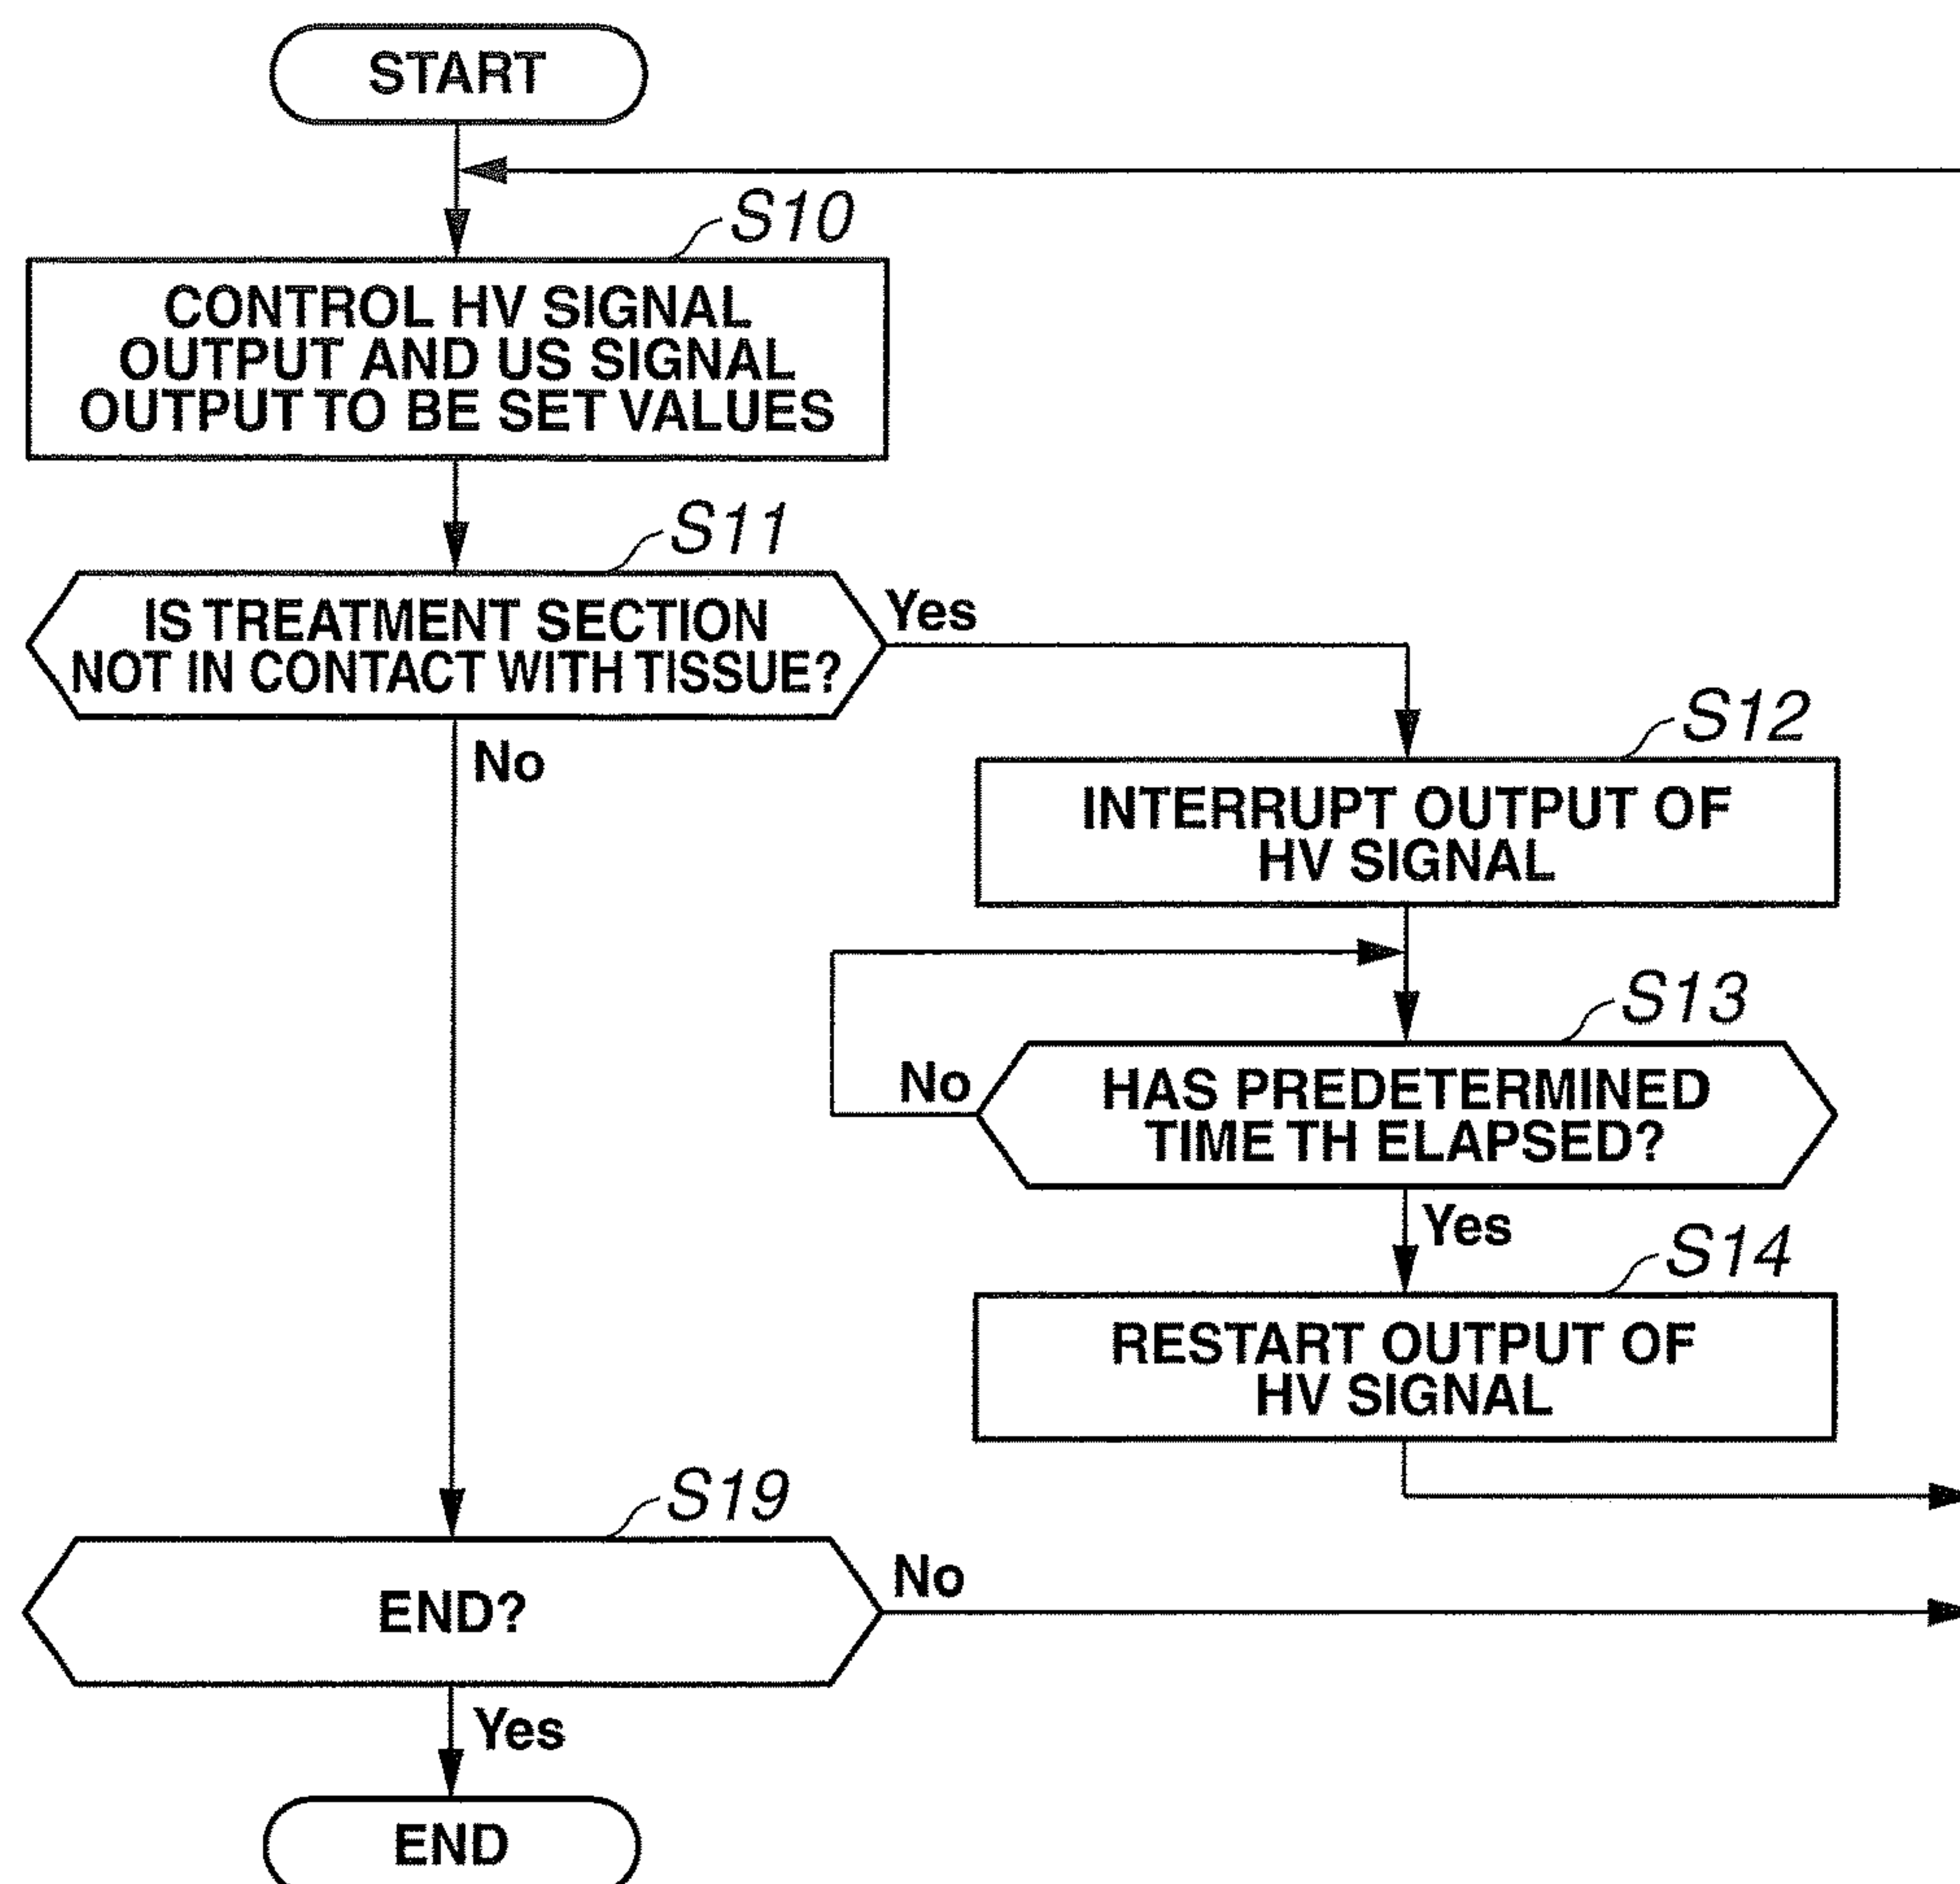 START
S10
CONTROL HV SIGNAL
OUTPUT AND US SIGNAL
OUTPUT TO BE SET VALUES
S11
IS TREATMENT SECTION
NOT IN CONTACT WITH TISSUE?
Yes
No
S12
INTERRUPT OUTPUT OF
HV SIGNAL
S13
HAS PREDETERMINED
TIME TH ELAPSED?
No
Yes
S14
RESTART OUTPUT OF
HV SIGNAL
S19
END?
No
Yes
END